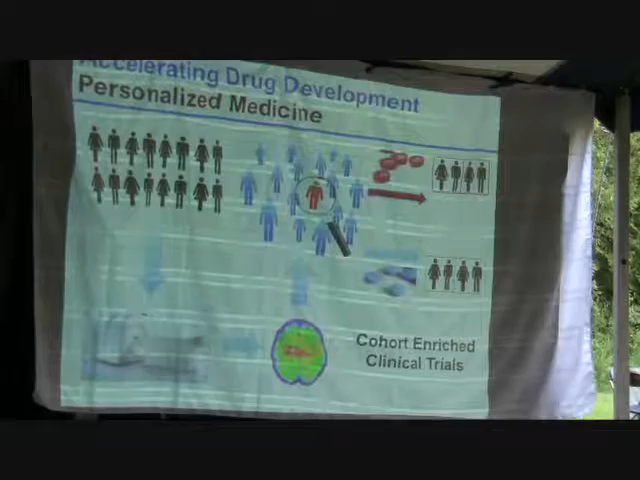 Accelerating Drug Development
Personalized Medicine
Cohort Enriched
Clinical Trials